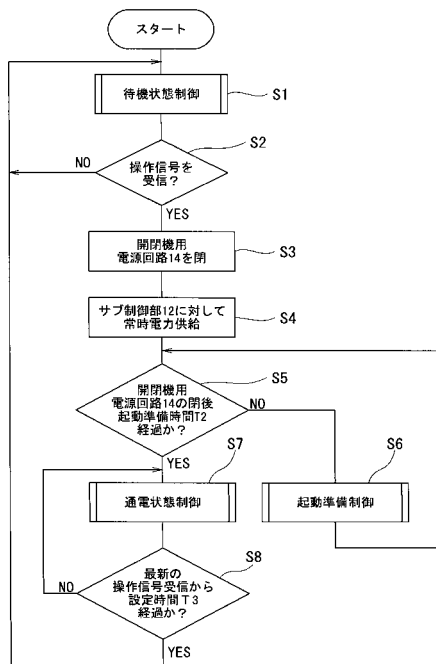 スタート
待機状態制御
S1
S2
操作信号を
受信?
NO
YES
開閉機用
電源回路14を閉
S3
サブ制御部12に対して
常時電力供給
S4
S5
開閉機用
電源回路14の閉後
起動準備時間T2
経過か?
NO
YES
S7
通電状態制御
S6
起動準備制御
S8
最新の
操作信号受信から
設定時間T3
経過か?
NO
YES